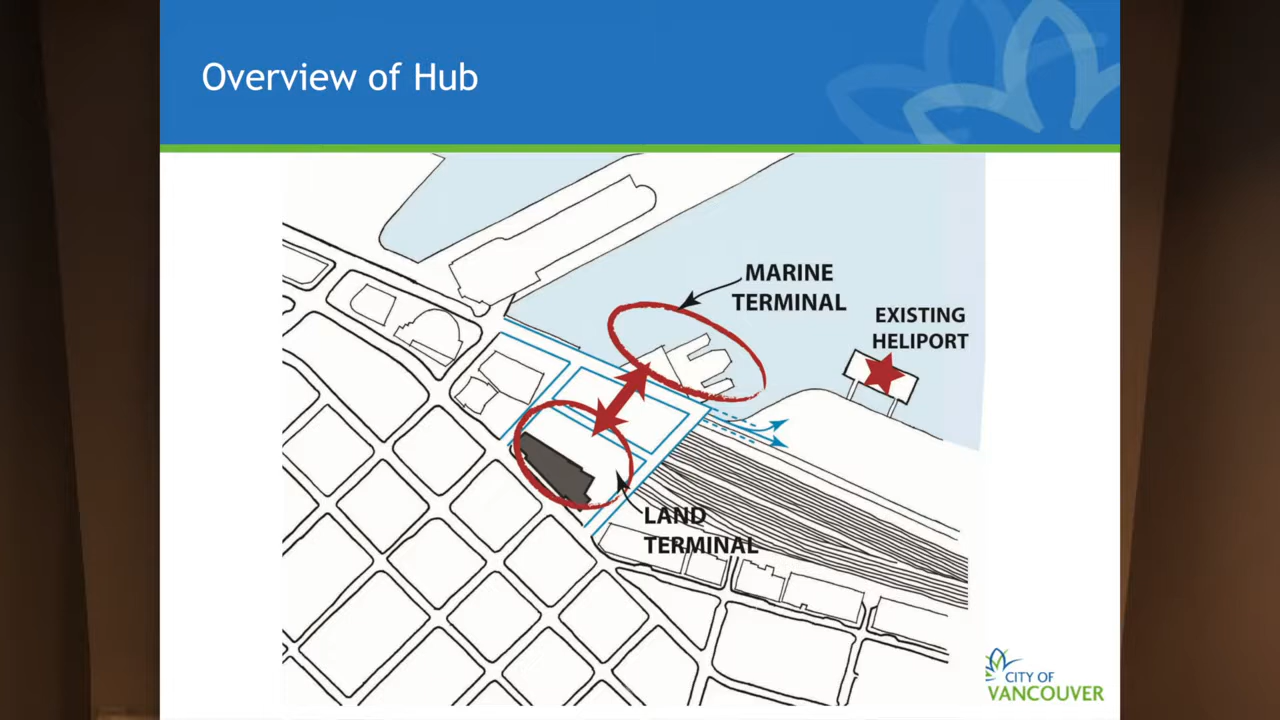 Overview of Hub
MARINE
TERMINAL
EXISTING
HELIPORT
LAND
TERMINAL
CITY OF
VANCOUVER